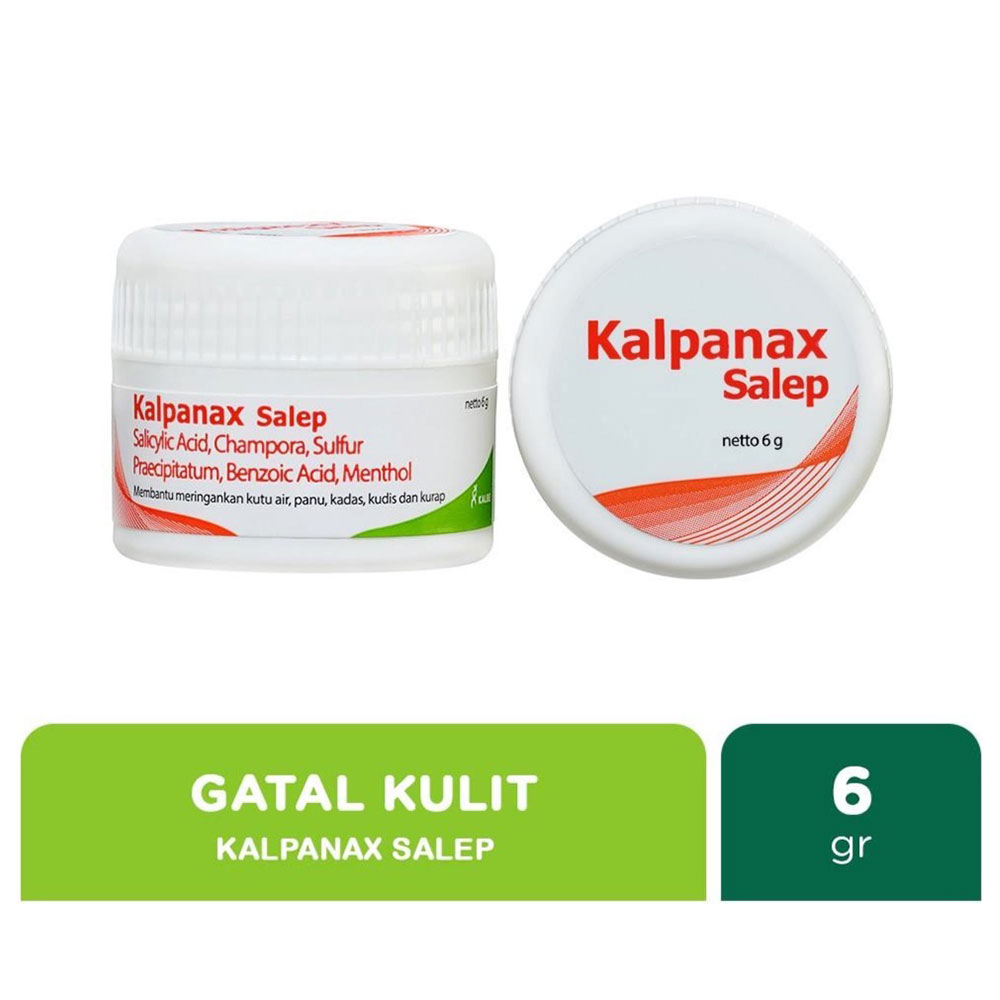 Kalpanax Salep
netto 6 g
Salicylic Acid, Champora, Sulfur
Praecipitatum, Benzoic Acid, Menthol
Membantu meringankan kutu air, panu, kadas, kudis dan kurap
Kalpanax
Salep
netto 6 g
GATAL KULIT
KALPANAX SALEP
6
gr